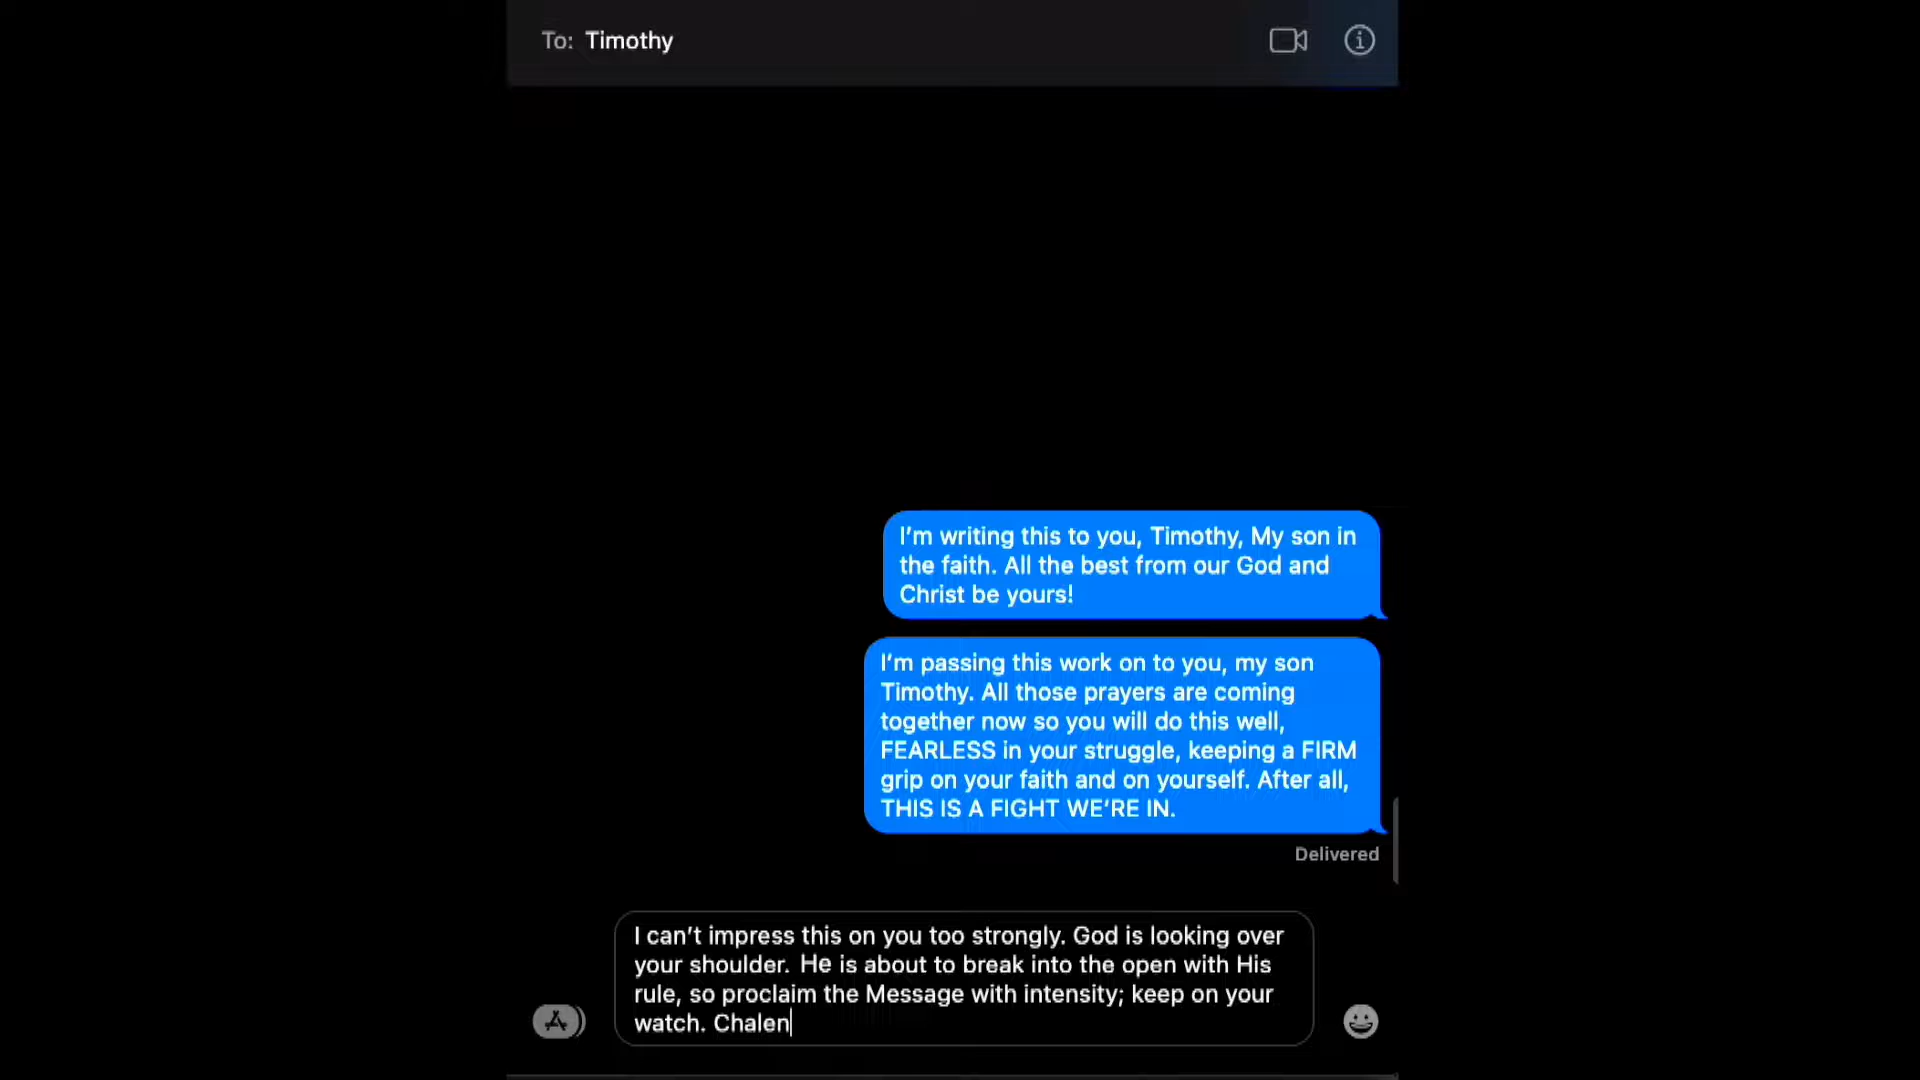 To: Timothy
I’m writing this to you, Timothy, My son in
the faith. All the best from our God and
Christ be yours!
I’m passing this work on to you, my son
Timothy. All those prayers are coming
together now so you will do this well,
FEARLESS in your struggle, keeping a FIRM
grip on your faith and on yourself. After all,
THIS IS A FIGHT WE’RE IN.
Delivered
I can’t impress this on you too strongly. God is looking over
your shoulder. He is about to break into the open with His
rule, so proclaim the Message with intensity; keep on your
watch. Chalen